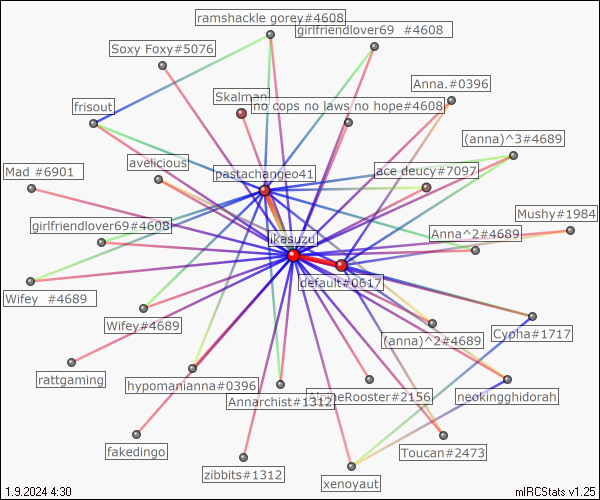 ramshackle gorey#4608
girlfriendlover69 #4608
Soxy Foxy#5076
Anna.#0396
Skalman
no cops no laws no hope#4608
frisout
(anna)^3#4689
avelicious
Mad #6901
pastachangeo41
ace deucy#7097
Mushy#1984
girlfriendlover69#4608
ikasuzu
Anna^2#4689
default#0617
Wifey #4689
Wifey#4689
Cypha#1717
(anna)^2#4689
rattgaming
hypomanianna#0396
Annarchist#1312
AlpineRooster#2156
neokingghidorah
fakedingo
Toucan#2473
zibbits#1312
xenoyaut
1.9.2024 4:30
mIRCStats v1.25